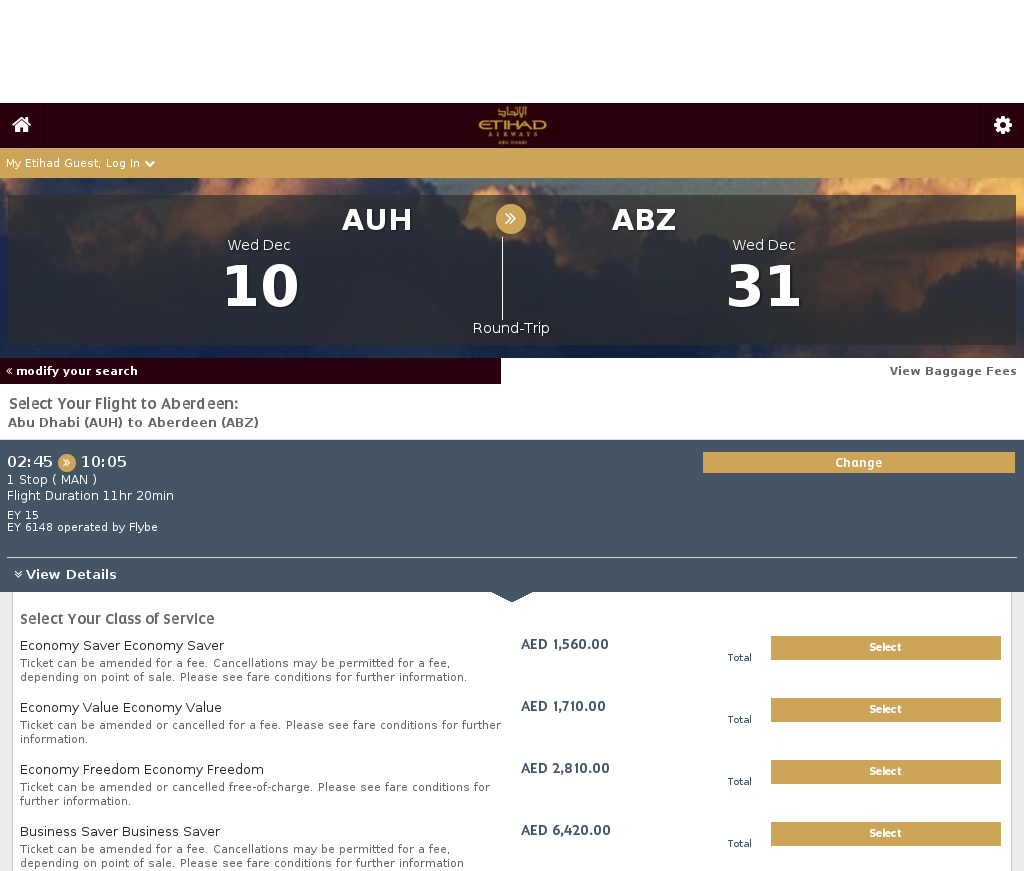 الإتحاد
ETIHAD
AIRWAYS
ABU DHABI
My Etihad Guest, Log In
AUH ABZ
Wed Dec Wed Dec
10 31
Round-Trip
« modify your search View Baggage Fees
Select Your Flight to Aberdeen:
Abu Dhabi (AUH) to Aberdeen (ABZ)
02:45 » 10:05 Change
1 Stop ( MAN )
Flight Duration 11hr 20min
EY 15
EY 6148 operated by Flybe
View Details
Select Your Class of Service
Economy Saver Economy Saver AED 1,560.00 Select
Ticket can be amended for a fee. Cancellations may be permitted for a fee, Total
depending on point of sale. Please see fare conditions for further information.
Economy Value Economy Value AED 1,710.00 Select
Ticket can be amended or cancelled for a fee. Please see fare conditions for further Total
information.
Economy Freedom Economy Freedom AED 2,810.00 Select
Ticket can be amended or cancelled free-of-charge. Please see fare conditions for Total
further information.
Business Saver Business Saver AED 6,420.00 Select
Ticket can be amended for a fee. Cancellations may be permitted for a fee, Total
depending on point of sale. Please see fare conditions for further information